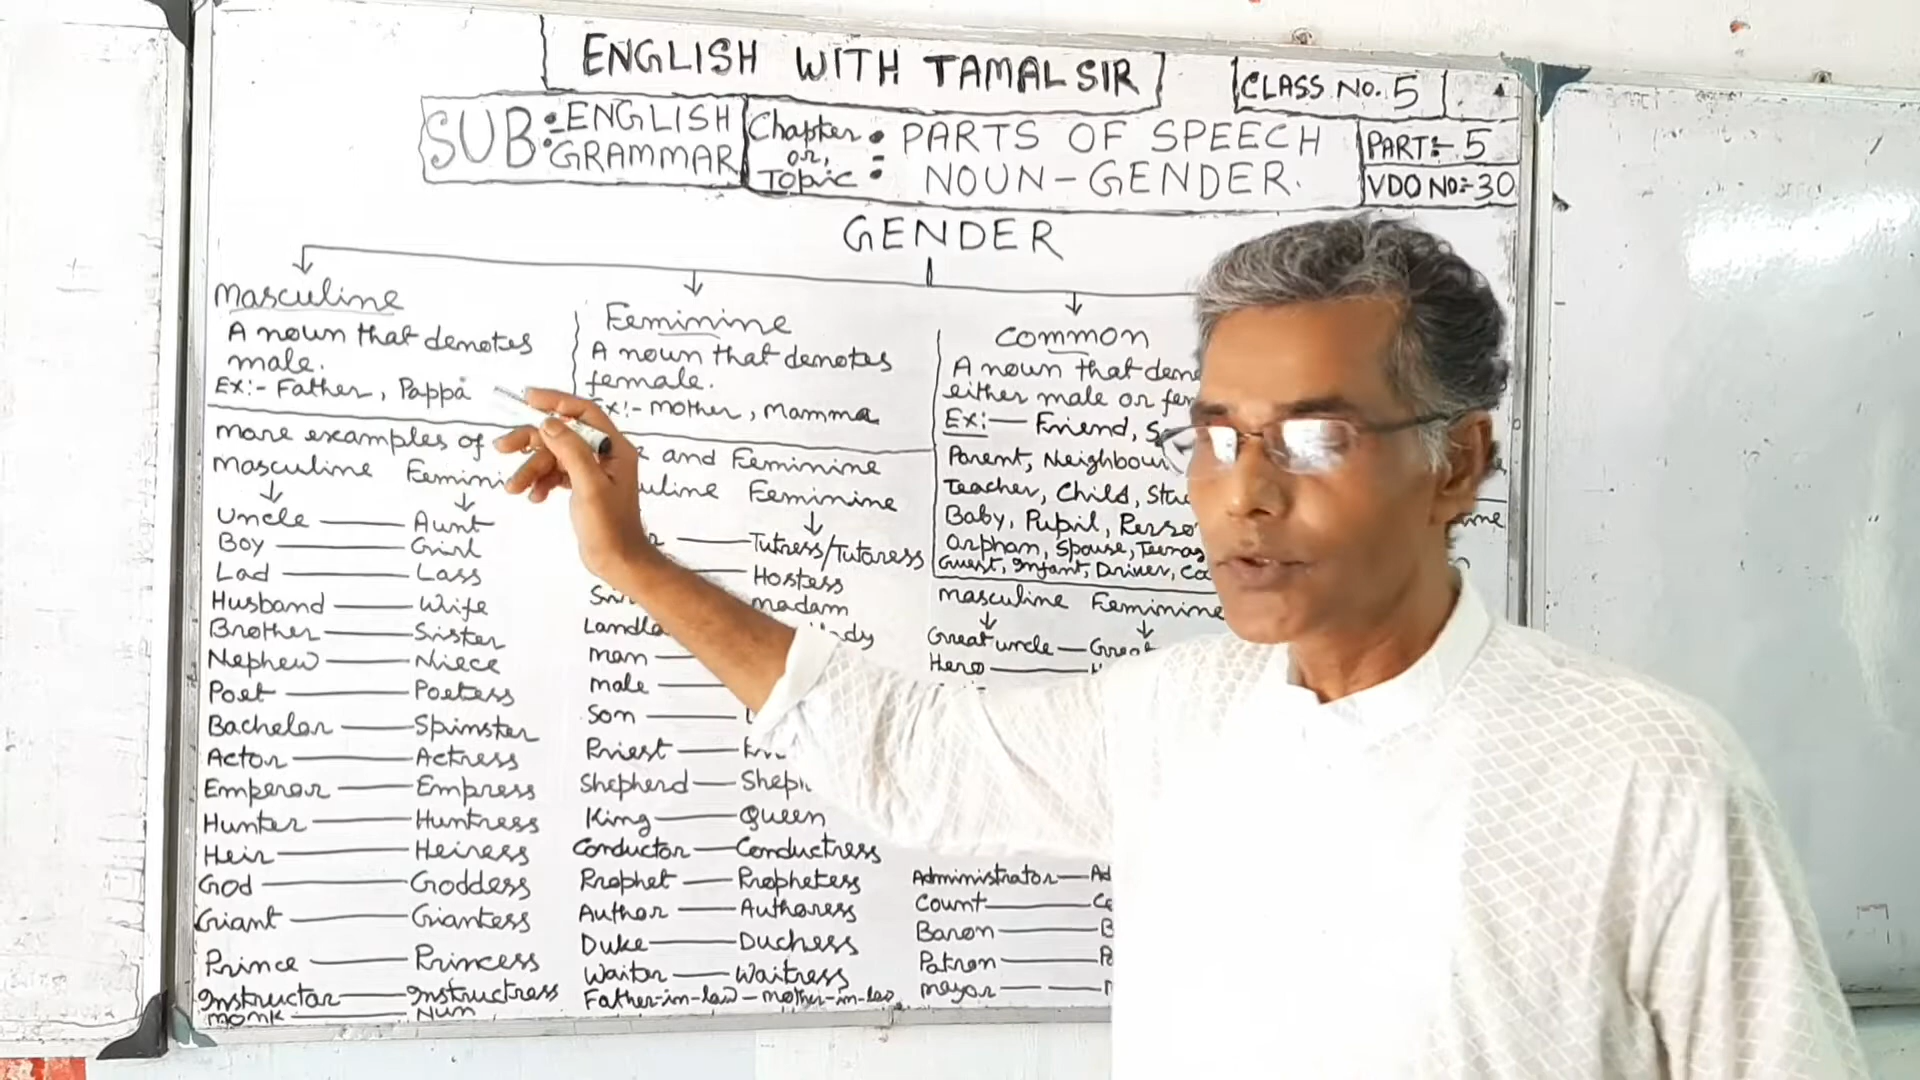 ENGLISH WITH TAMAL SIR
CLASS NO. 5
SUB:- ENGLISH GRAMMAR
Chapter or, Topic :-
PARTS OF SPEECH
NOUN-GENDER.
PART:- 5
VDO NO:- 30
GENDER
Masculine
A noun that denotes
male.
Ex:- Father, Pappa
Feminine
A noun that denotes
female.
Ex:- Mother, Mamma
Common
A noun that
either male or
Ex:- Friend,
Parent,
Teacher, Child,
Baby, Pupil,
Orphan, Spouse,
Guest, Infant, Driver,
More examples of
and Feminine
Masculine Feminine
Uncle — Aunt
Boy — Girl
Lad — Lass
Husband — Wife
Brother — Sister
Nephew — Niece
Poet — Poetess
Bachelor — Spinster
Actor — Actress
Emperor — Empress
Hunter — Huntress
Heir — Heiress
God — Goddess
Giant — Giantess
Prince — Princess
Instructor — Instructress
Monk — Nun
Feminine
— Tutress/Tutoress
— Hostess
Sir madam
man —
male —
Son —
Priest —
Shepherd —
King — Queen
Conductor — Conductress
Prophet — Prophetess
Author — Authoress
Duke — Duchess
Waiter — Waitress
Father-in-law — mother-in-law
masculine Feminine
Great uncle —
Hero —
Administrator —
Count —
Baron —
Patron —
mayor —